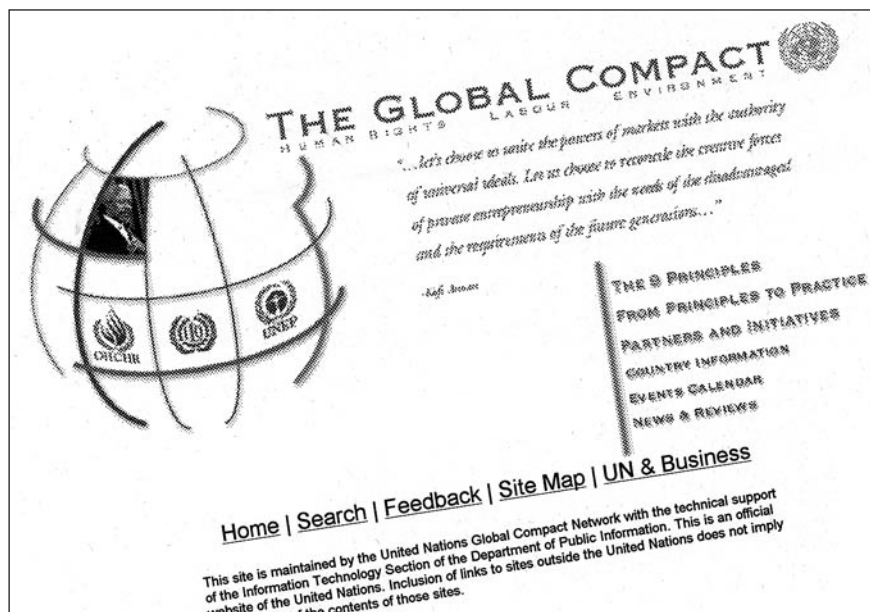 THE GLOBAL COMPACT
HUMAN RIGHTS LABOUR ENVIRONMENT
"...let's choose to unite the powers of markets with the authority
of universal ideals. Let us choose to reconcile the creative forces
of private entrepreneurship with the needs of the disadvantaged
and the requirements of the future generations..."
-Kofi Annan
OHCHR
UNEP
THE 9 PRINCIPLES
FROM PRINCIPLES TO PRACTICE
PARTNERS AND INITIATIVES
COUNTRY INFORMATION
EVENTS CALENDAR
NEWS & REVIEWS
Home | Search | Feedback | Site Map | UN & Business
This site is maintained by the United Nations Global Compact Network with the technical support
of the Information Technology Section of the Department of Public Information. This is an official
website of the United Nations. Inclusion of links to sites outside the United Nations does not imply
of the contents of those sites.